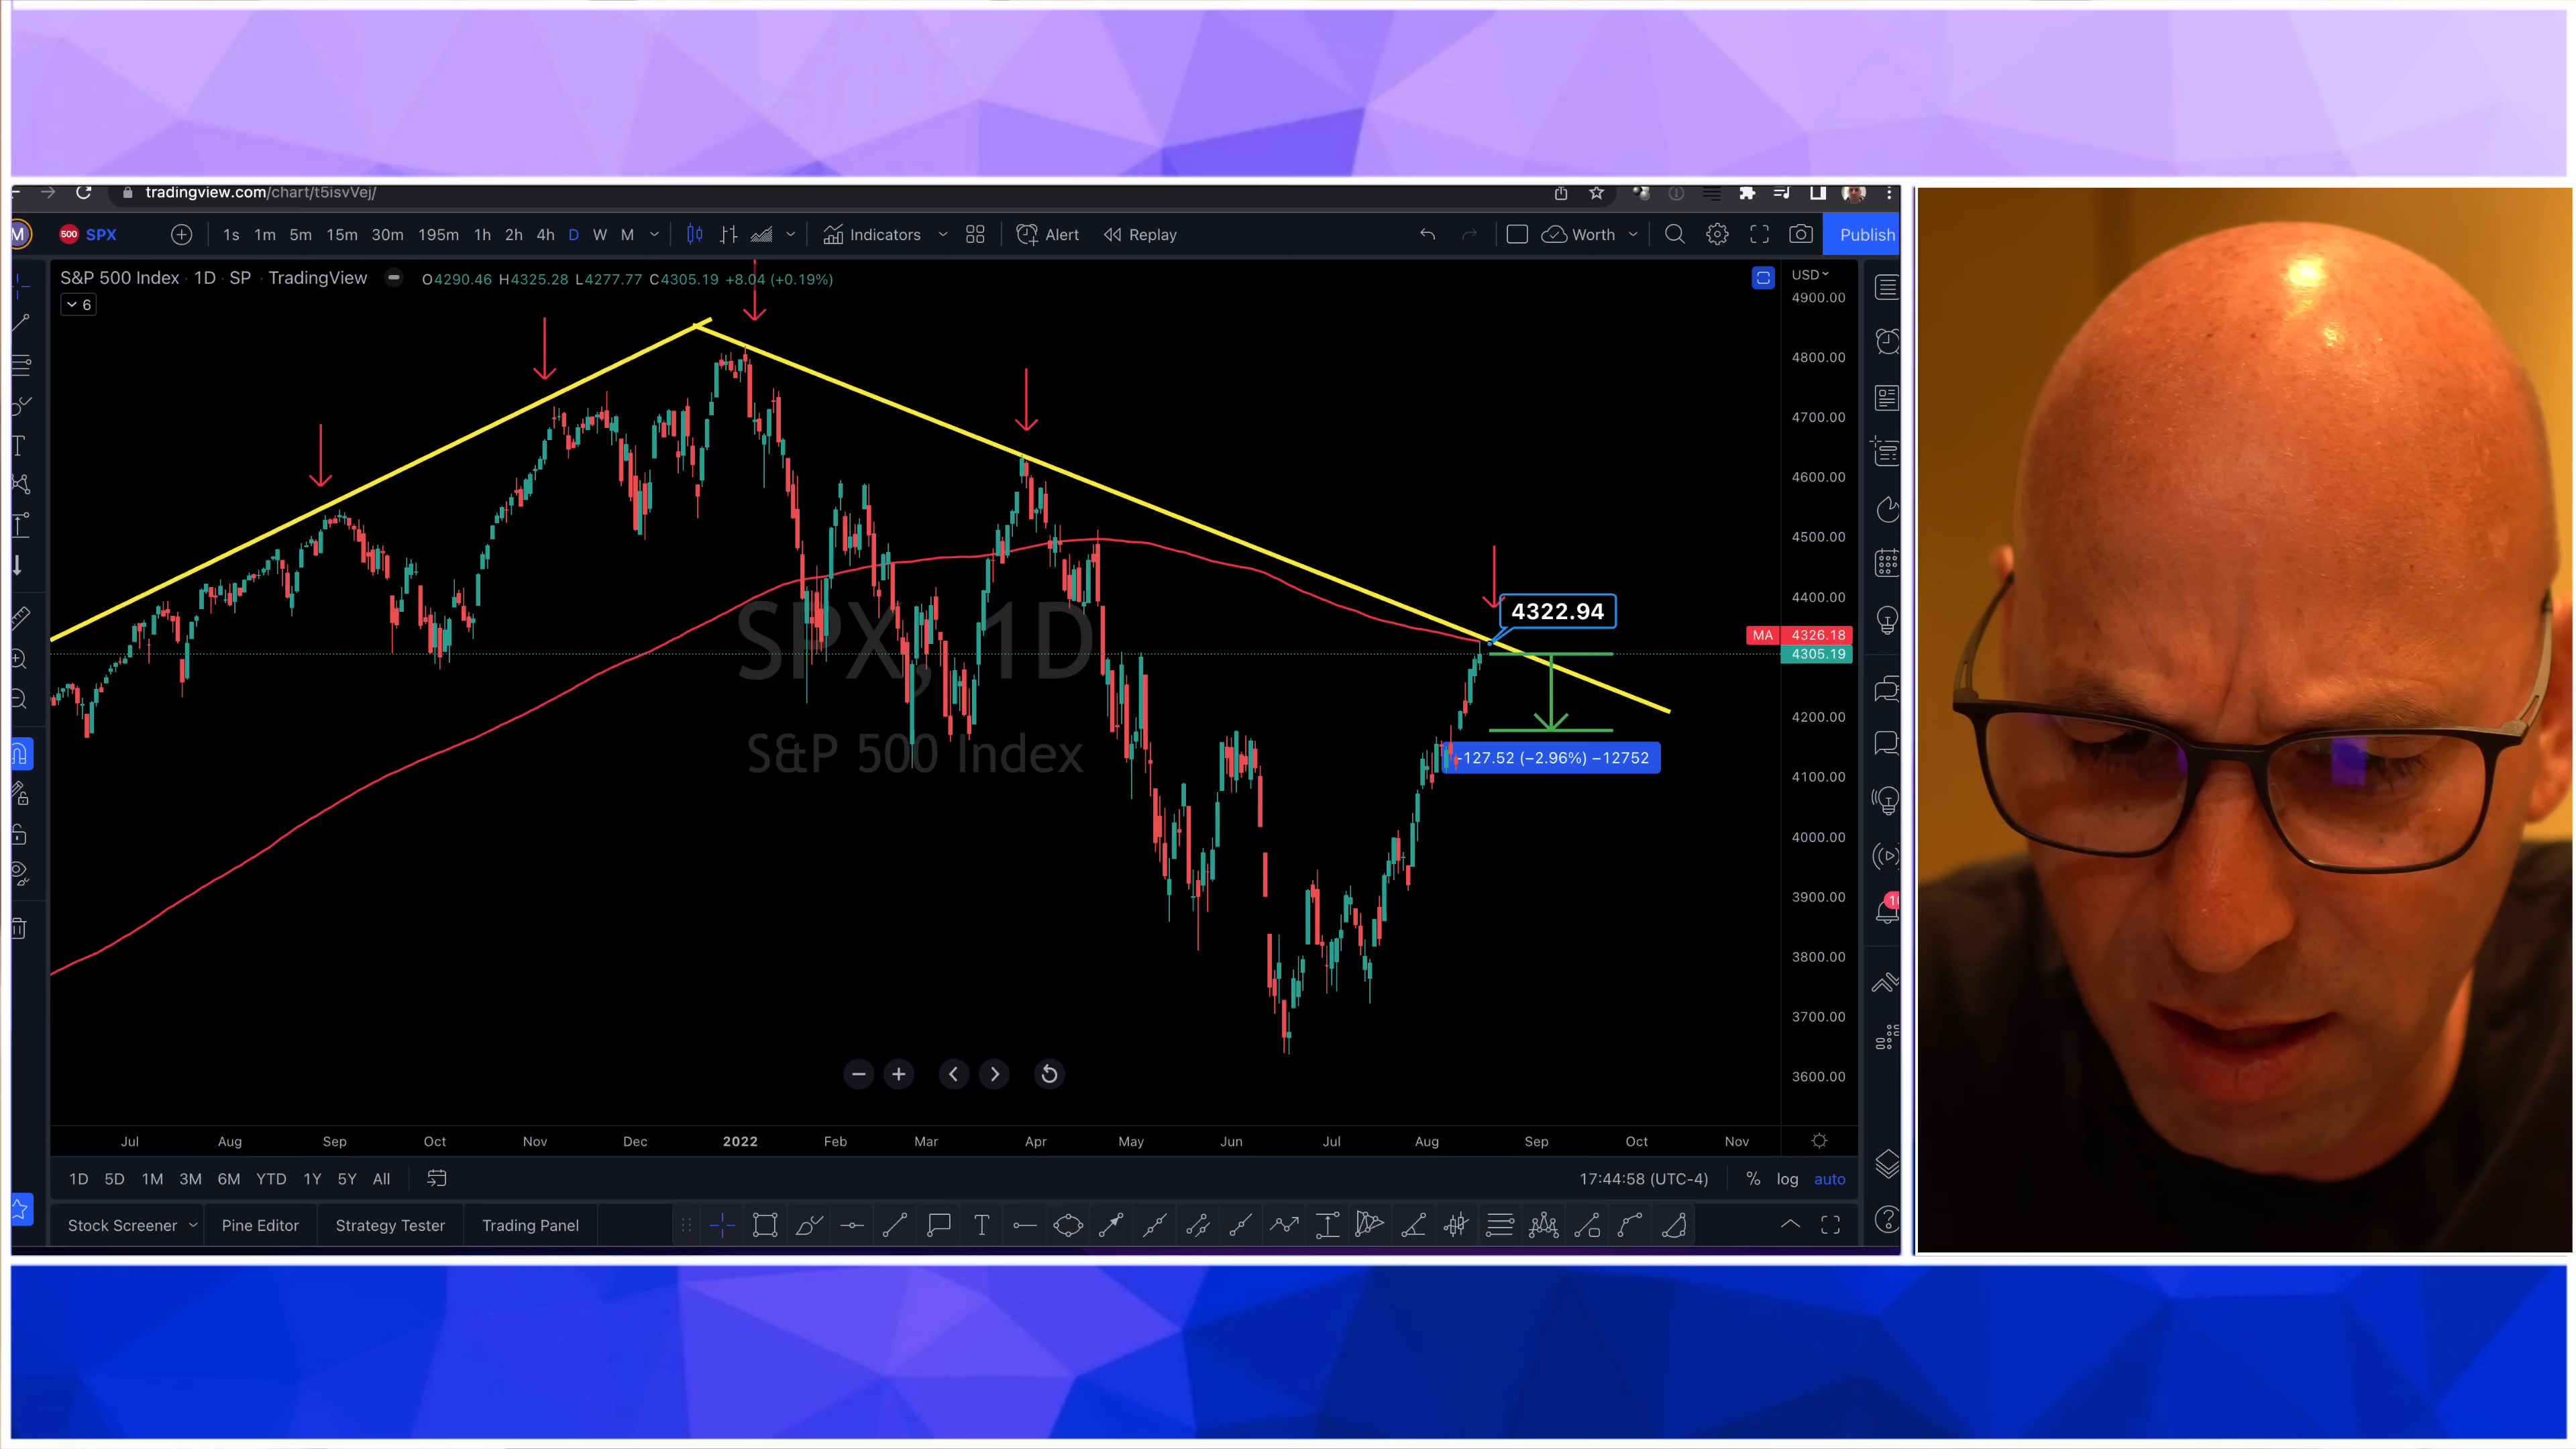 tradingview.com/chart/t5isvVej/
M 500 SPX 1s 1m 5m 15m 30m 195m 1h 2h 4h D W M Indicators Alert Replay Worth Publish
S&P 500 Index · 1D · SP · TradingView O4290.46 H4325.28 L4277.77 C4305.19 +8.04 (+0.19%)
6
USD
4900.00
4800.00
4700.00
4600.00
4500.00
4400.00
4322.94
MA 4326.18
4305.19
4200.00
4100.00
4000.00
3900.00
3800.00
3700.00
3600.00
SPX, 1D
S&P 500 Index
-127.52 (−2.96%) −12752
Jul Aug Sep Oct Nov Dec 2022 Feb Mar Apr May Jun Jul Aug Sep Oct Nov
1D 5D 1M 3M 6M YTD 1Y 5Y All 17:44:58 (UTC-4) % log auto
Stock Screener Pine Editor Strategy Tester Trading Panel